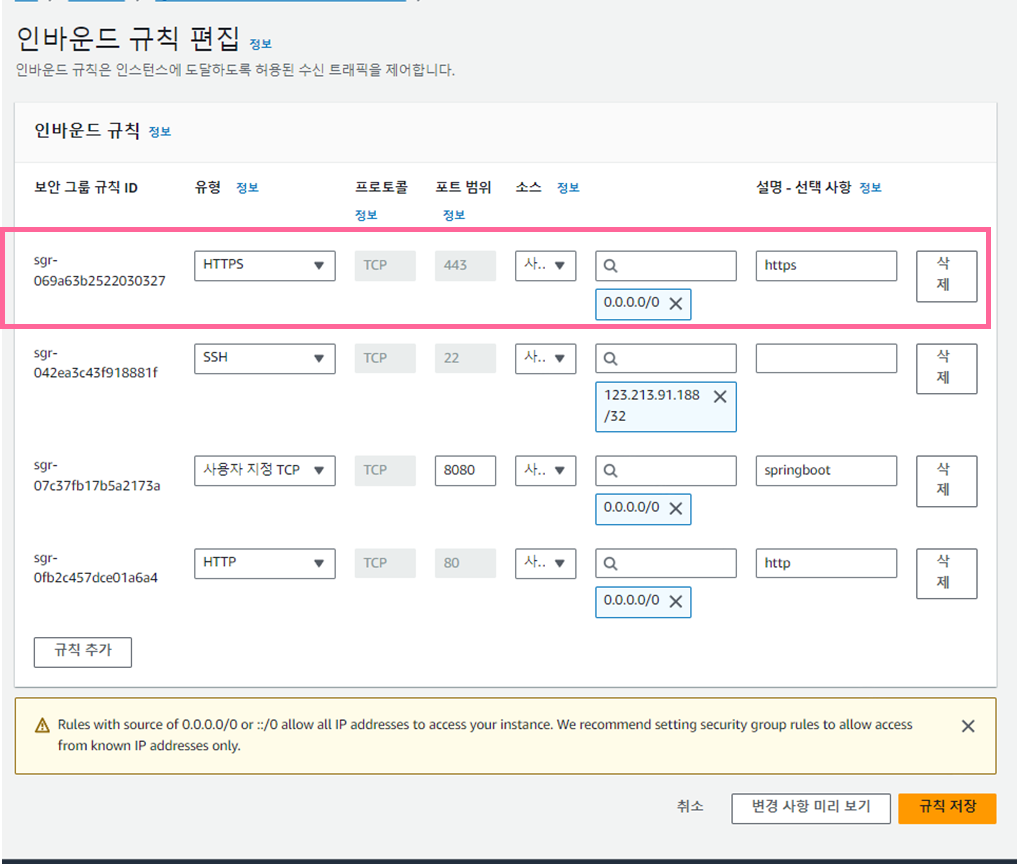 인바운드 규칙 편집 정보
인바운드 규칙은 인스턴스에 도달하도록 허용된 수신 트래픽을 제어합니다.
인바운드 규칙 정보
보안 그룹 규칙 ID 유형 정보 프로토콜 포트 범위 소스 정보 설명 - 선택 사항 정보
정보 정보
sgr- HTTPS TCP 443 사.. https 삭
069a63b2522030327 제
0.0.0.0/0
sgr- SSH TCP 22 사.. 삭
042ea3c43f918881f 제
123.213.91.188
/32
sgr- 사용자 지정 TCP TCP 8080 사.. springboot 삭
07c37fb17b5a2173a 제
0.0.0.0/0
sgr- HTTP TCP 80 사.. http 삭
0fb2c457dce01a6a4 제
0.0.0.0/0
규칙 추가
Rules with source of 0.0.0.0/0 or ::/0 allow all IP addresses to access your instance. We recommend setting security group rules to allow access
from known IP addresses only.
취소 변경 사항 미리 보기 규칙 저장